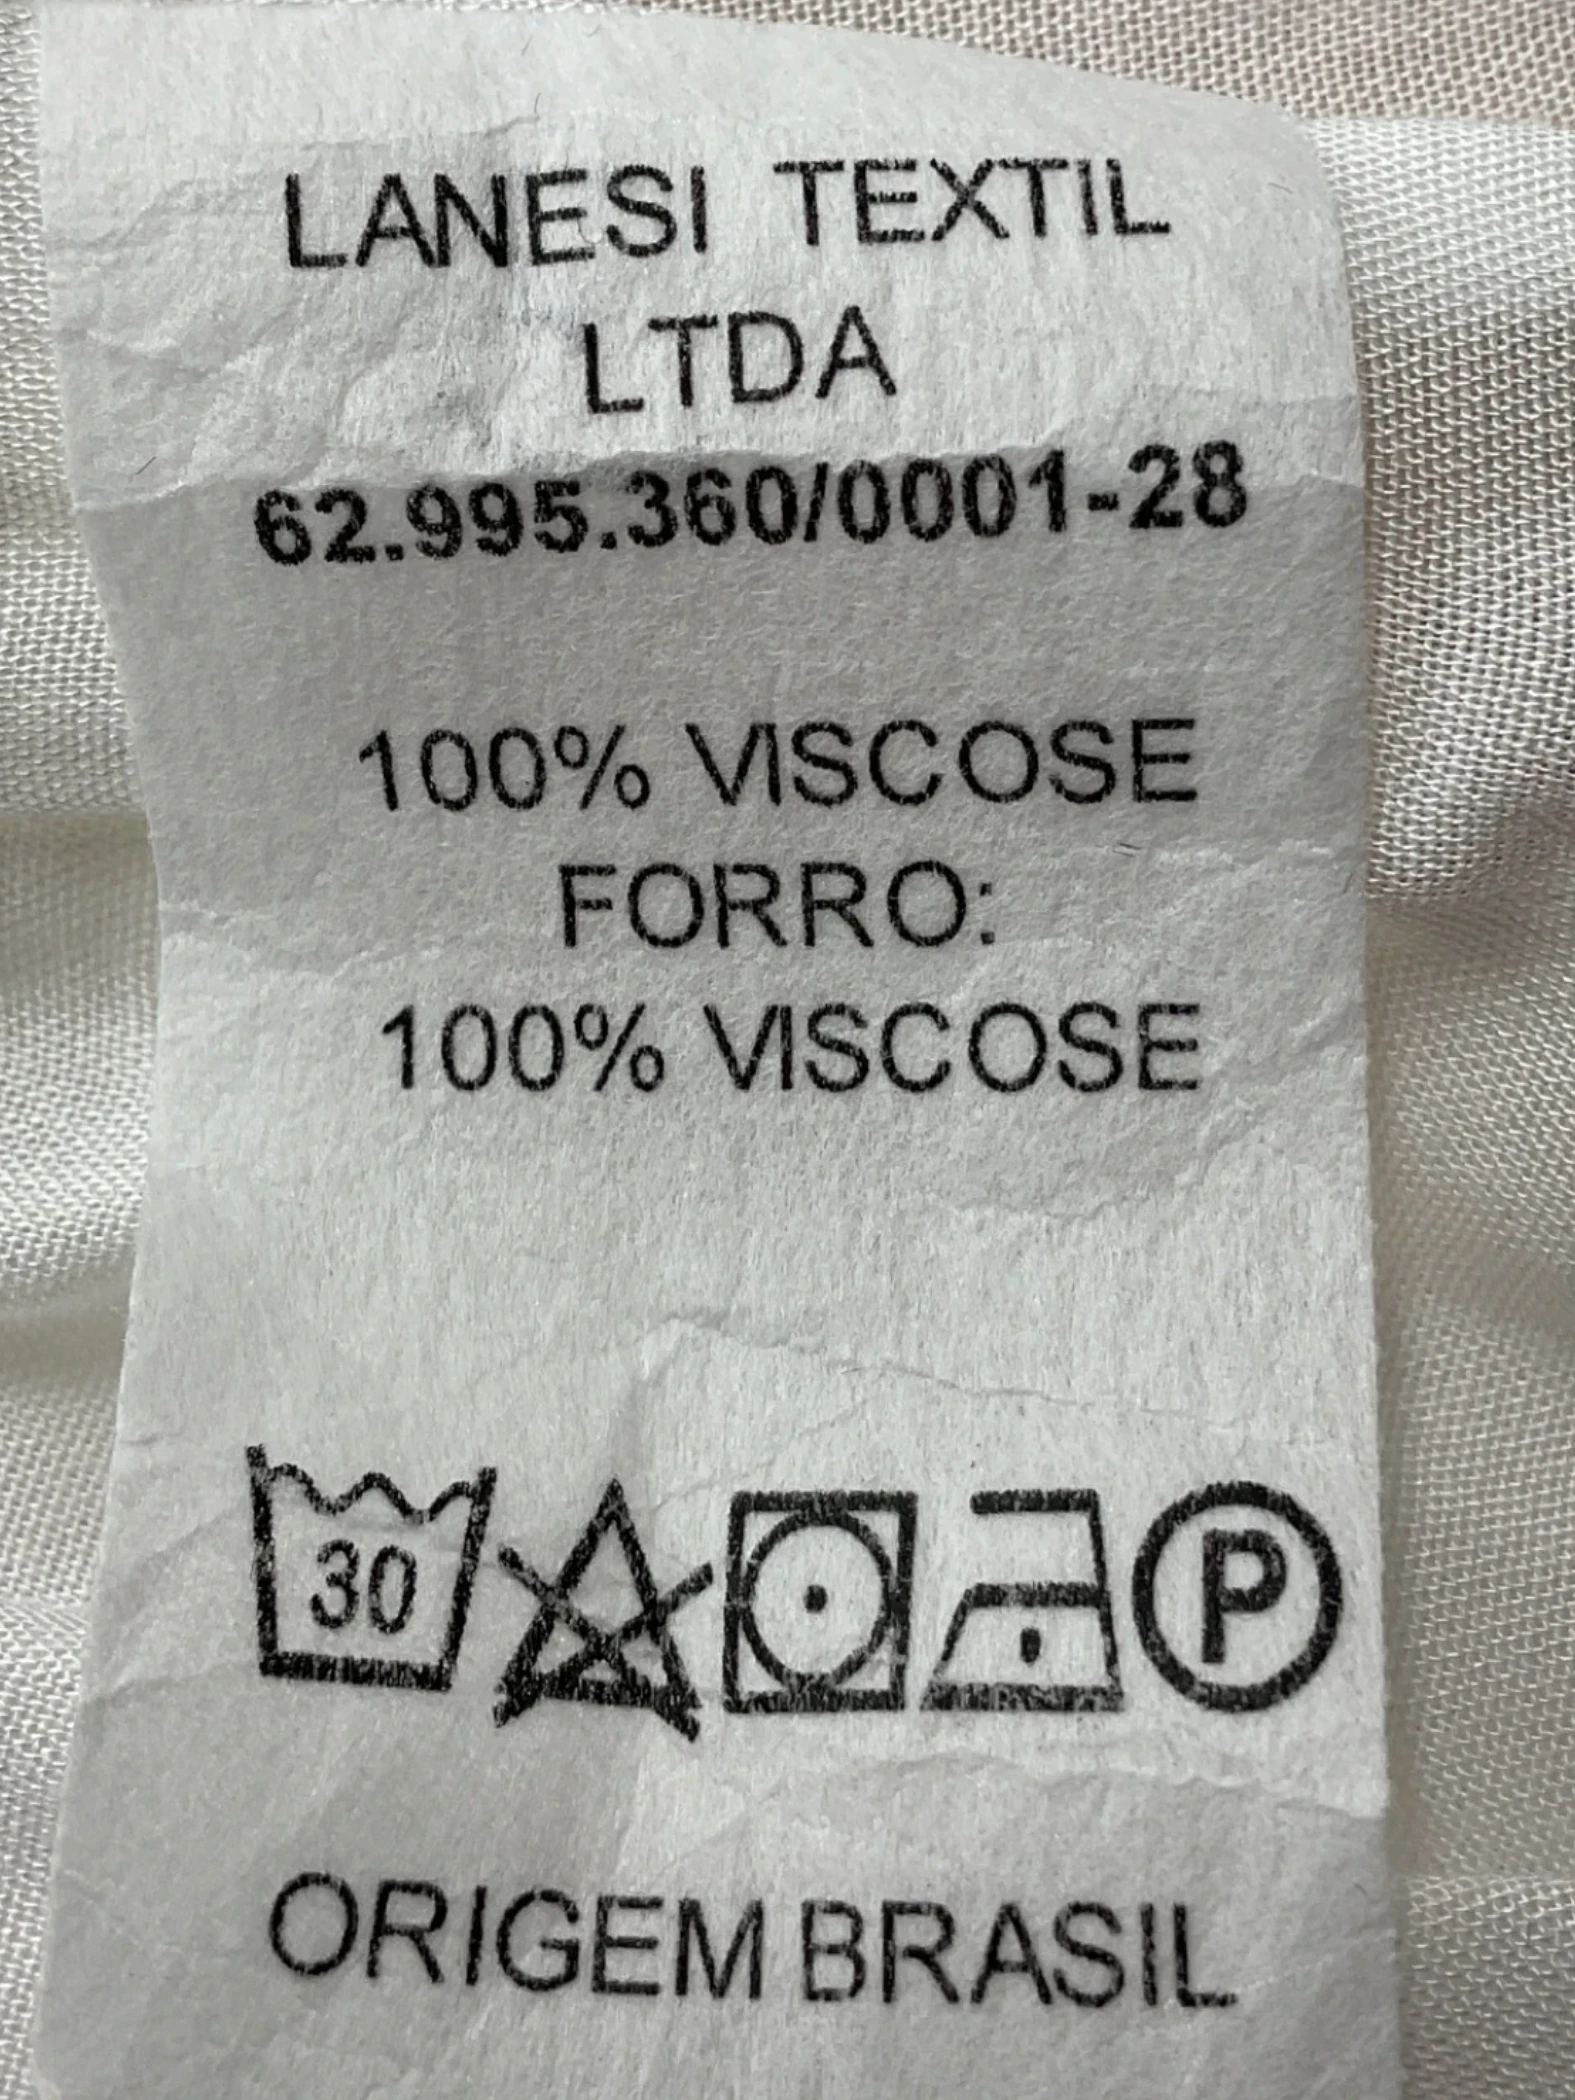 LANESI TEXTIL
LTDA
62.995.360/0001-28
100% VISCOSE
FORRO:
100% VISCOSE
30 P
ORIGEM BRASIL